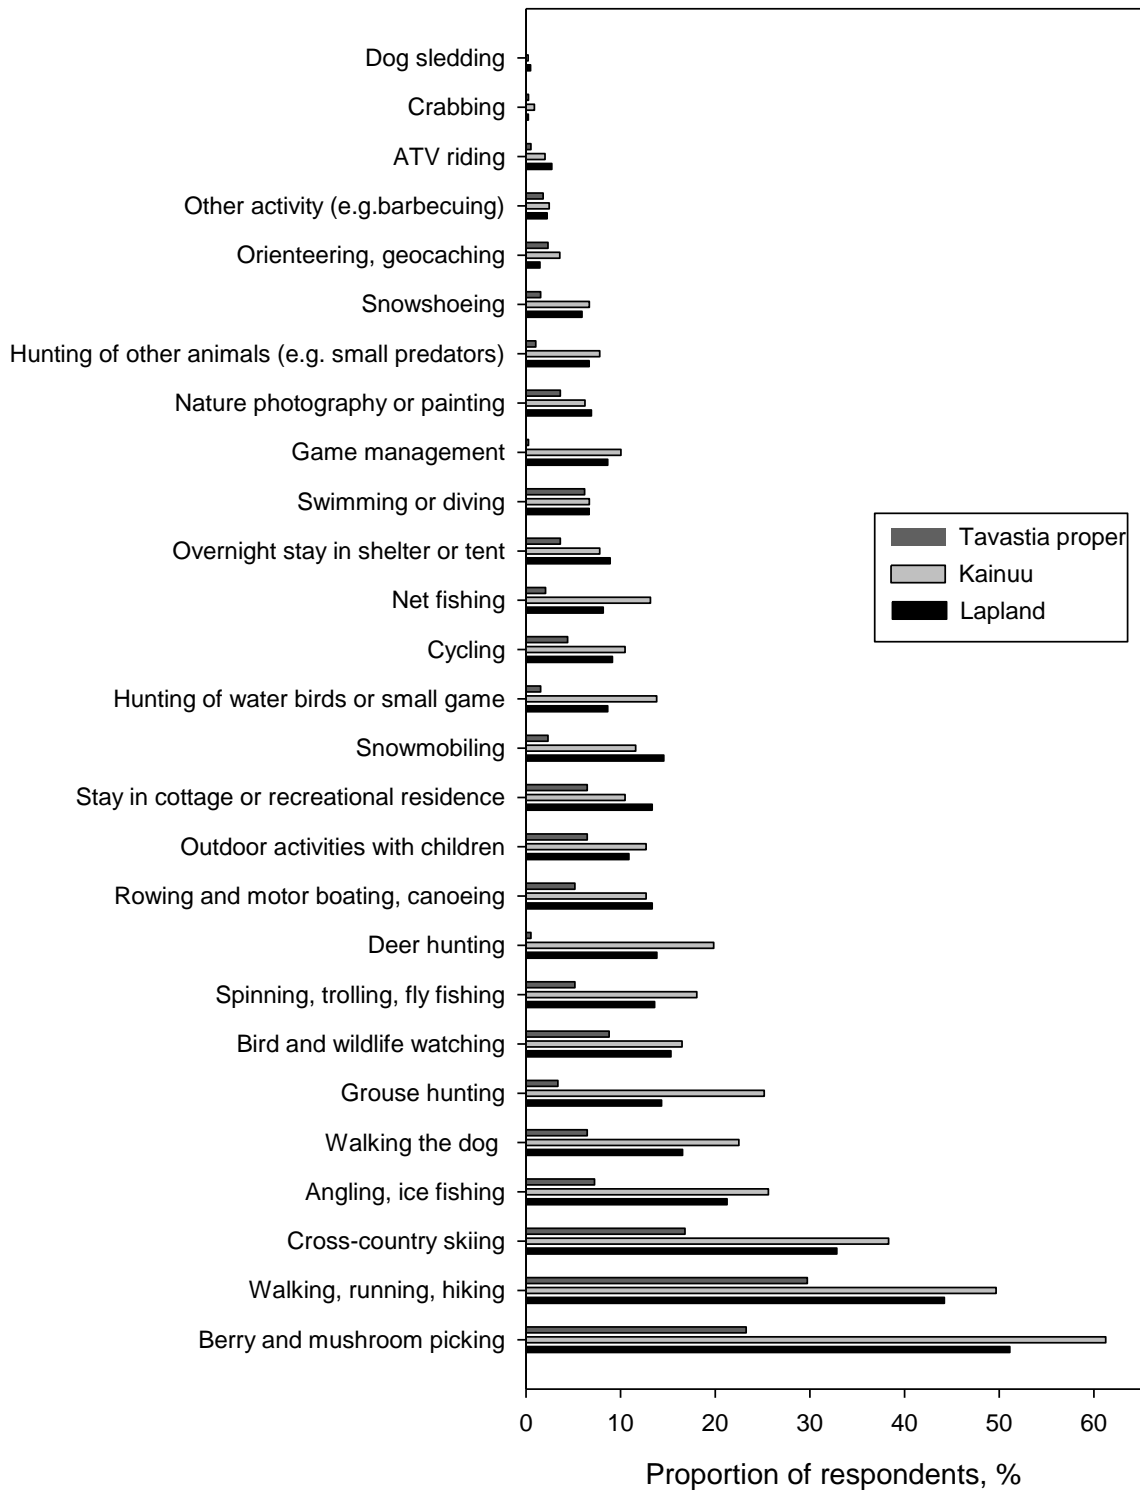 Dog sledding
Crabbing
ATV riding
Other activity (e.g.barbecuing)
Orienteering, geocaching
Snowshoeing
Hunting of other animals (e.g. small predators)
Nature photography or painting
Game management
Swimming or diving
Overnight stay in shelter or tent
Net fishing
Cycling
Hunting of water birds or small game
Snowmobiling
Stay in cottage or recreational residence
Outdoor activities with children
Rowing and motor boating, canoeing
Deer hunting
Spinning, trolling, fly fishing
Bird and wildlife watching
Grouse hunting
Walking the dog
Angling, ice fishing
Cross-country skiing
Walking, running, hiking
Berry and mushroom picking
Tavastia proper
Kainuu
Lapland
0 10 20 30 40 50 60
Proportion of respondents, %